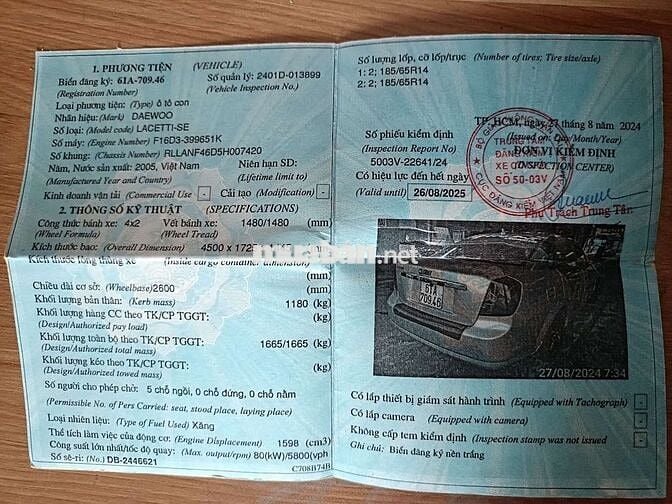 1. PHƯƠNG TIỆN (VEHICLE)
Biển đăng ký: 61A-709.46 Số quản lý: 2401D-013899
(Registration Number) (Vehicle Inspection No.)
Loại phương tiện: (Type) ô tô con
Nhãn hiệu: (Mark) DAEWOO
Số loại: (Model code) LACETTI-SE
Số máy: (Engine Number) F16D3-399651K
Số khung: (Chassis Number) RLLANF46D5H007420
Năm, Nước sản xuất: 2005, Việt Nam Niên hạn SD:
(Manufactured Year and Country) (Lifetime limit to)
Kinh doanh vận tải (Commercial Use) - Cải tạo (Modification) -
2. THÔNG SỐ KỸ THUẬT (SPECIFICATIONS)
Công thức bánh xe: 4x2 Vết bánh xe: 1480/1480 (mm)
(Wheel Formula) (Wheel Tread)
Kích thước bao: (Overall Dimension) 4500 x 172
Kích thước lòng thùng xe (Inside cargo container dimension)
(mm)
Chiều dài cơ sở: (Wheelbase) 2600 (mm)
Khối lượng bản thân: (Kerb mass) 1180 (kg)
Khối lượng hàng CC theo TK/CP TGGT: (kg)
(Design/Authorized pay load)
Khối lượng toàn bộ theo TK/CP TGGT: 1665/1665 (kg)
(Design/Authorized total mass)
Khối lượng kéo theo TK/CP TGGT: (kg)
(Design/Authorized towed mass)
Số người cho phép chở: 5 chỗ ngồi, 0 chỗ đứng, 0 chỗ nằm
(Permissible No. of Pers Carried: seat, stood place, laying place)
Loại nhiên liệu: (Type of Fuel Used) Xăng
Thể tích làm việc của động cơ: (Engine Displacement) 1598 (cm3)
Công suất lớn nhất/tốc độ quay: (Max. output/rpm) 80(kW)/5800(vph
Số sê-ri: (No.) DB-2446621 C708B74B
Số lượng lốp, cỡ lốp/trục (Number of tires; Tire size/axle)
1: 2; 185/65R14
2: 2; 185/65R14
TP. HCM, ngày 27 tháng 8 năm 2024
(Issued on: Day/Month/Year)
Số phiếu kiểm định ĐƠN VỊ KIỂM ĐỊNH
(Inspection Report No) (INSPECTION CENTER)
5003V-22641/24
Có hiệu lực đến hết ngày
(Valid until) 26/08/2025
TRUNG TÂM
ĐĂNG KIỂM
XE CƠ GIỚI
SỐ 50-03V
CỤC ĐĂNG KIỂM VIỆT NAM
Phụ Trách Trung Tâm
muaban.net
61A
709.46
27/08/2024 7:34
Có lắp thiết bị giám sát hành trình (Equipped with Tachograph) -
Có lắp camera (Equipped with camera) -
Không cấp tem kiểm định (Inspection stamp was not issued -
Ghi chú: Biển đăng ký nền trắng